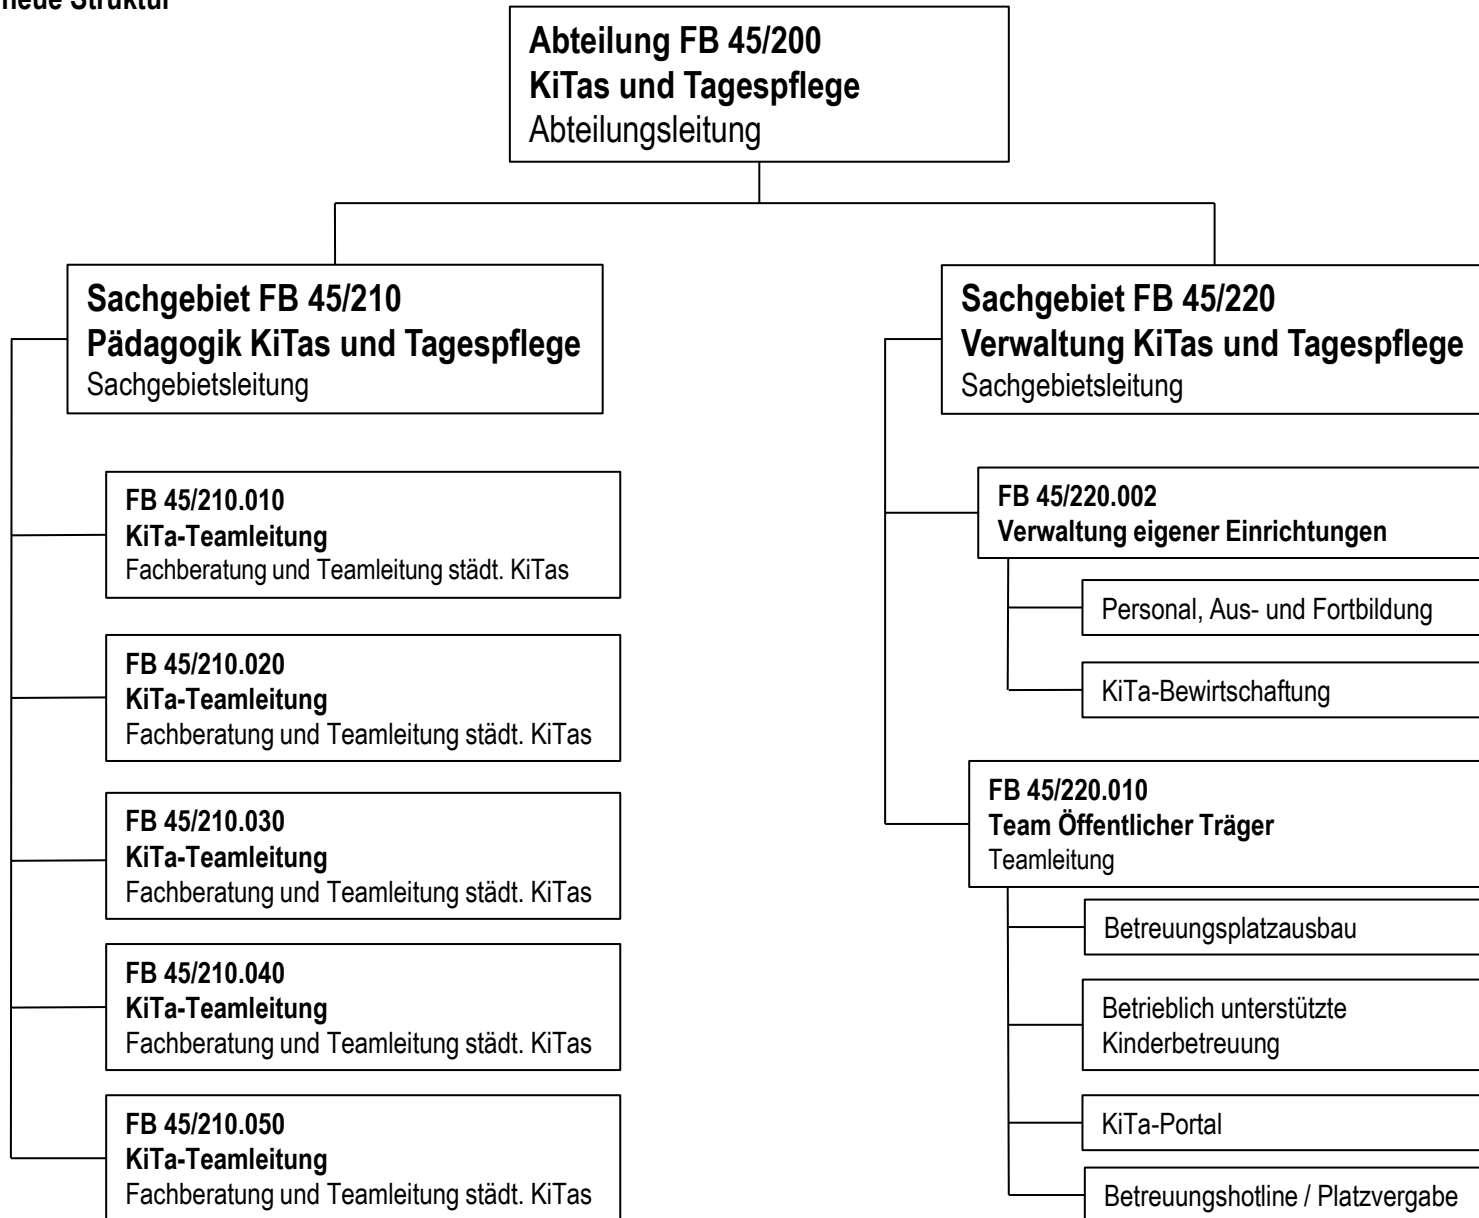 neue Struktur
Abteilung FB 45/200
KiTas und Tagespflege
Abteilungsleitung
Sachgebiet FB 45/210
Pädagogik KiTas und Tagespflege
Sachgebietsleitung
FB 45/210.010
KiTa-Teamleitung
Fachberatung und Teamleitung städt. KiTas
FB 45/210.020
KiTa-Teamleitung
Fachberatung und Teamleitung städt. KiTas
FB 45/210.030
KiTa-Teamleitung
Fachberatung und Teamleitung städt. KiTas
FB 45/210.040
KiTa-Teamleitung
Fachberatung und Teamleitung städt. KiTas
FB 45/210.050
KiTa-Teamleitung
Fachberatung und Teamleitung städt. KiTas
Sachgebiet FB 45/220
Verwaltung KiTas und Tagespflege
Sachgebietsleitung
FB 45/220.002
Verwaltung eigener Einrichtungen
Personal, Aus- und Fortbildung
KiTa-Bewirtschaftung
FB 45/220.010
Team Öffentlicher Träger
Teamleitung
Betreuungsplatzausbau
Betrieblich unterstützte
Kinderbetreuung
KiTa-Portal
Betreuungshotline / Platzvergabe